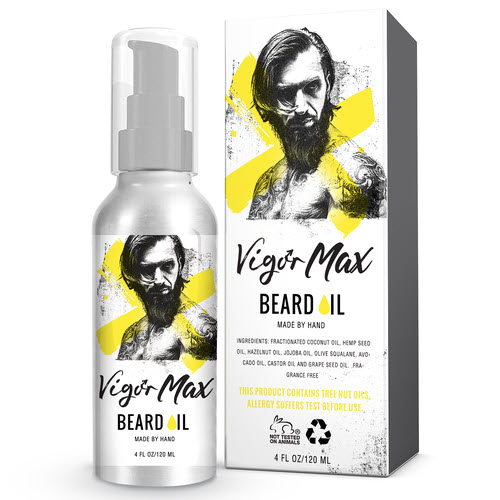 Vigor Max
BEARD OIL
MADE BY HAND
4 FL OZ/120 ML
Vigor Max
BEARD OIL
MADE BY HAND
INGREDIENTS: FRACTIONATED COCONUT OIL, HEMP SEED
OIL, HAZELNUT OIL, JOJOBA OIL, OLIVE SQUALANE, AVO-
CADO OIL, CASTOR OIL AND GRAPE SEED OIL. .FRA-
GRANCE FREE
THIS PRODUCT CONTAINS TREE NUT OILS,
ALLERGY SUFFERS TEST BEFORE USE.
NOT TESTED
ON ANIMALS
4 FL OZ/120 ML